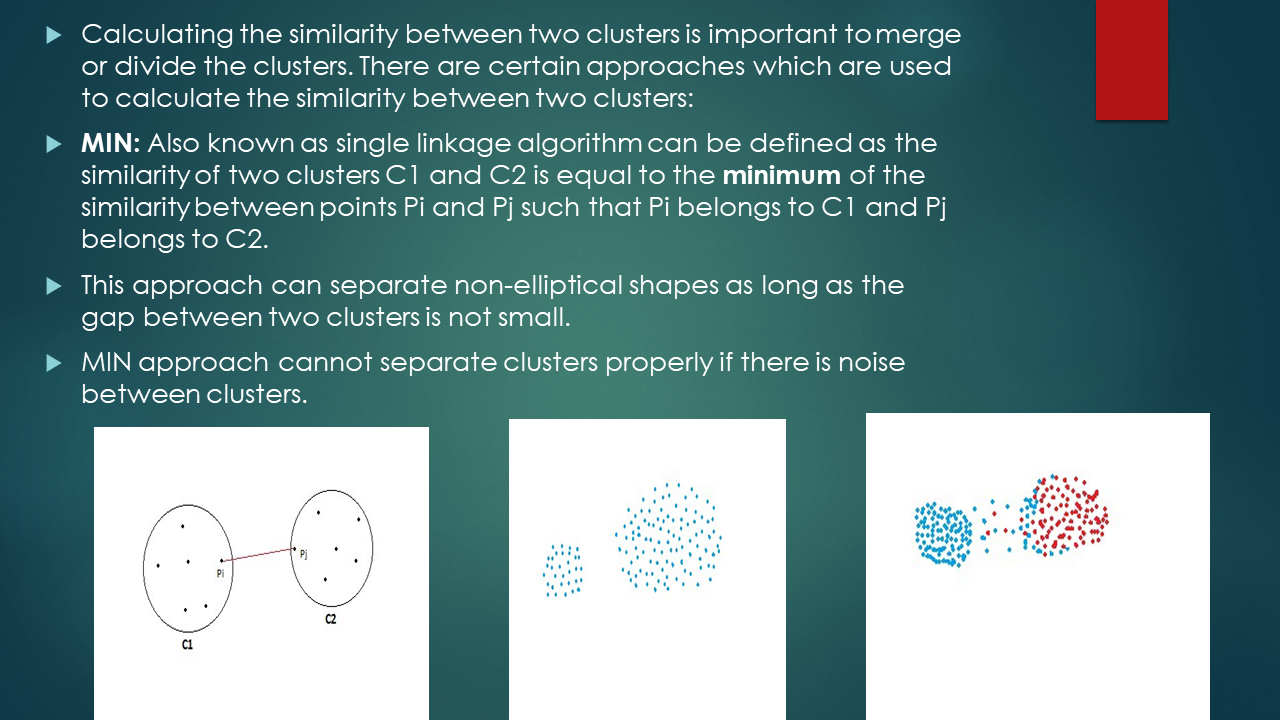 Calculating the similarity between two clusters is important to merge
or divide the clusters. There are certain approaches which are used
to calculate the similarity between two clusters:
MIN: Also known as single linkage algorithm can be defined as the
similarity of two clusters C1 and C2 is equal to the minimum of the
similarity between points Pi and Pj such that Pi belongs to C1 and Pj
belongs to C2.
This approach can separate non-elliptical shapes as long as the
gap between two clusters is not small.
MIN approach cannot separate clusters properly if there is noise
between clusters.
Pi
Pj
C1
C2